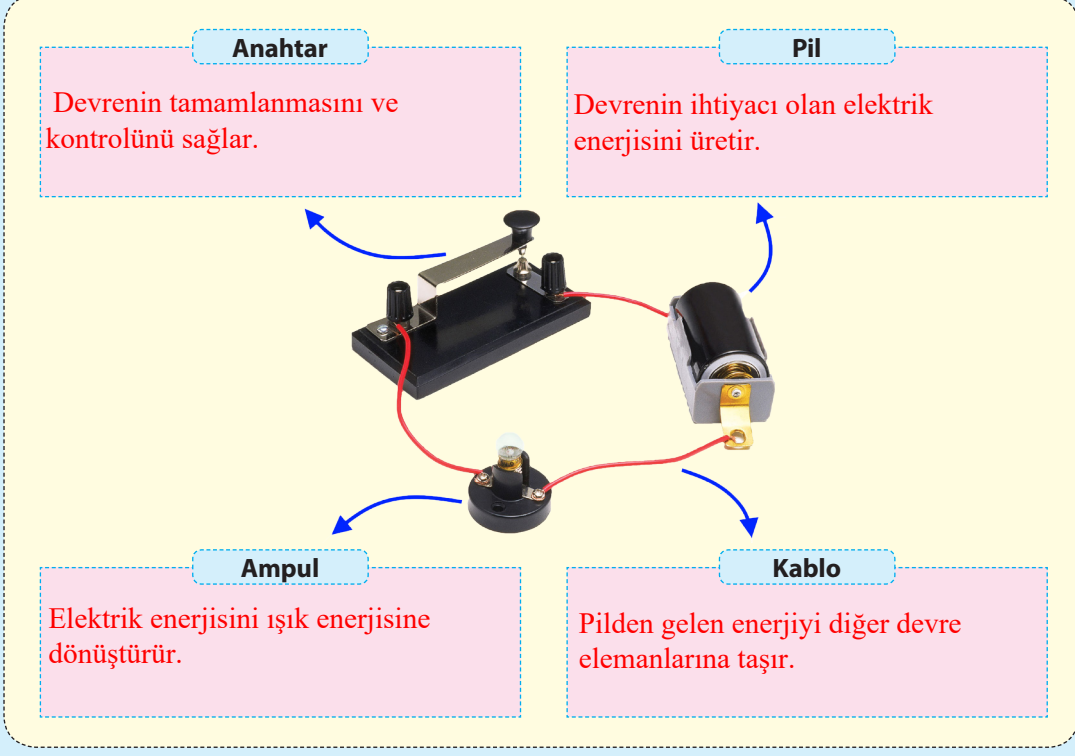 Anahtar
Devrenin tamamlanmasını ve
kontrolünü sağlar.
Pil
Devrenin ihtiyacı olan elektrik
enerjisini üretir.
Ampul
Elektrik enerjisini ışık enerjisine
dönüştürür.
Kablo
Pilden gelen enerjiyi diğer devre
elemanlarına taşır.